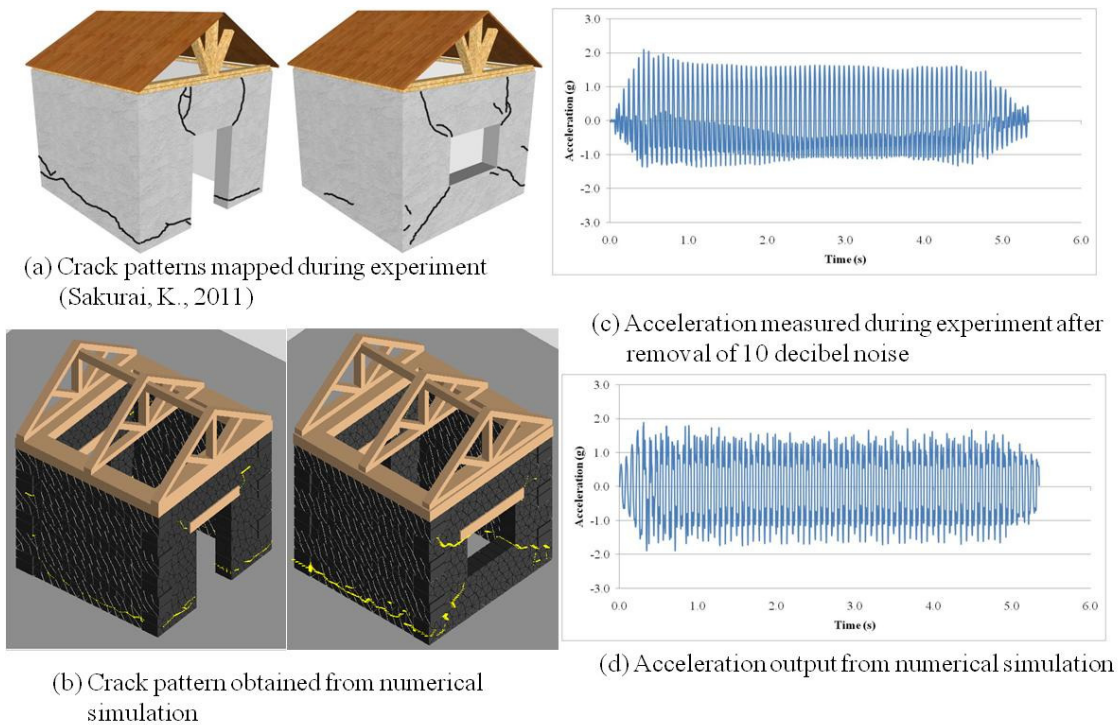 (a) Crack patterns mapped during experiment
(Sakurai, K., 2011)
(b) Crack pattern obtained from numerical
simulation
3.0
2.0
1.0
0.0
-1.0
-2.0
-3.0
Acceleration (g)
0.0 1.0 2.0 3.0 4.0 5.0 6.0
Time (s)
(c) Acceleration measured during experiment after
removal of 10 decibel noise
3.0
2.0
1.0
0.0
-1.0
-2.0
-3.0
Acceleration (g)
0.0 1.0 2.0 3.0 4.0 5.0 6.0
Time (s)
(d) Acceleration output from numerical simulation